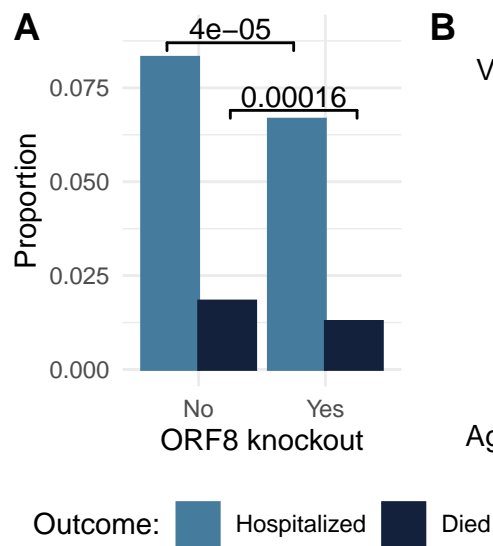 A
B
4e−05
V
0.00016
0.075
0.050
0.025
0.000
Proportion
No
Yes
ORF8 knockout
Ag
Outcome:
Hospitalized
Died